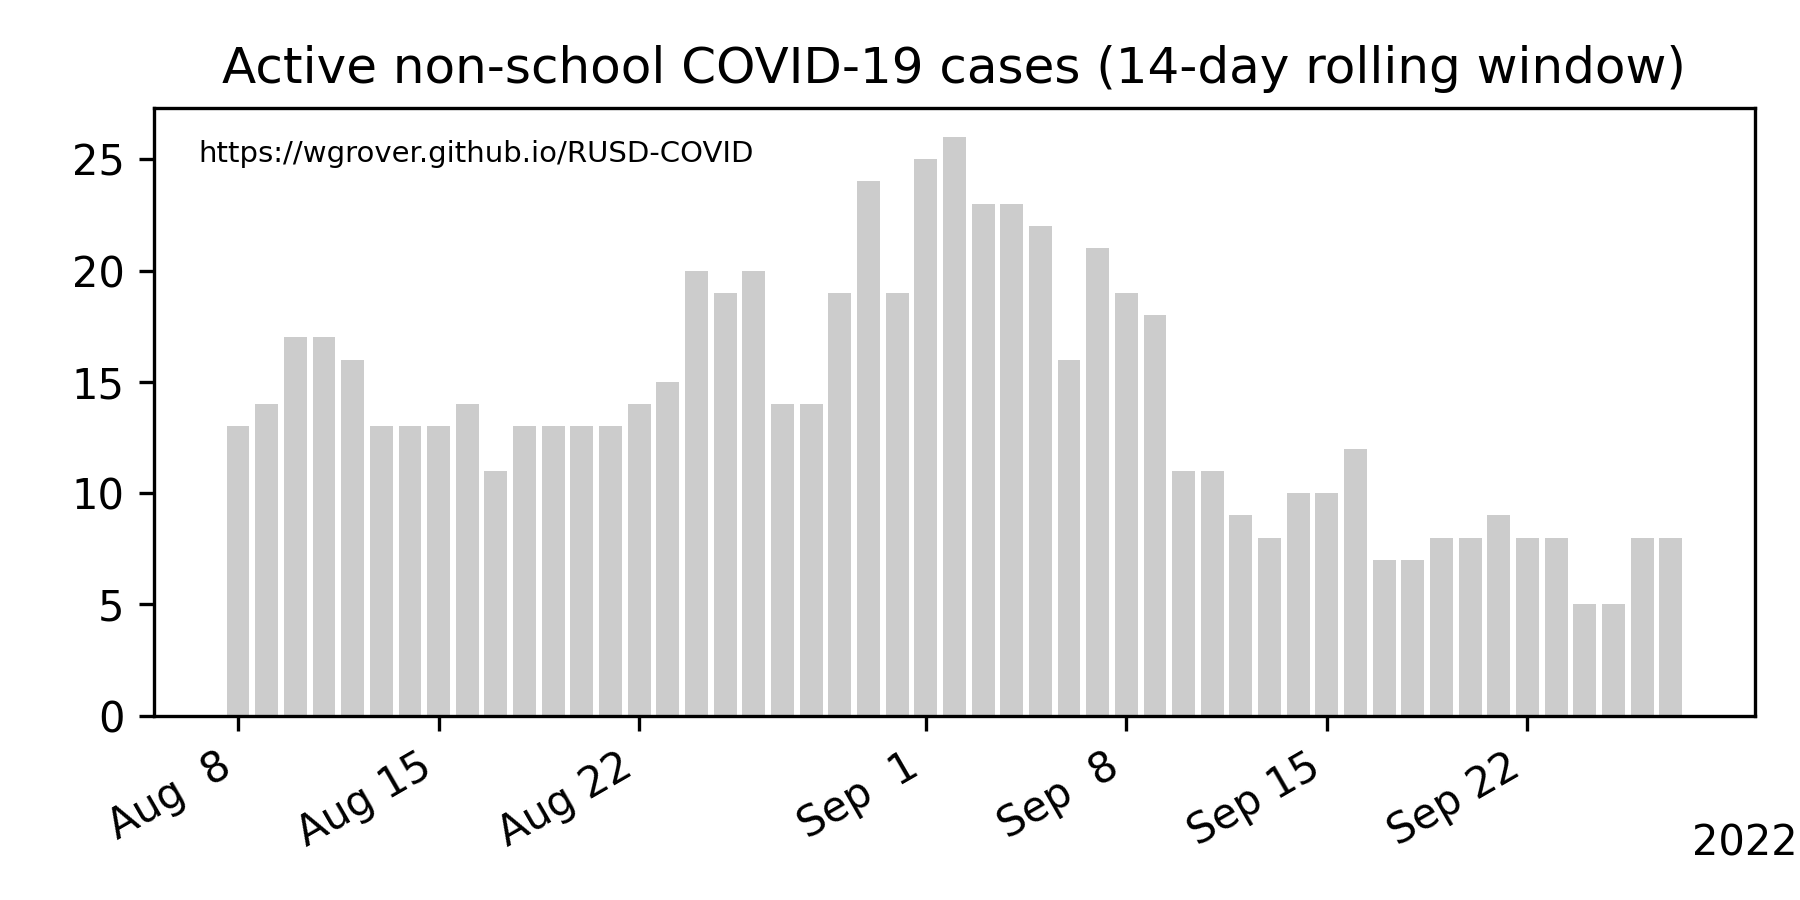 Active non-school COVID-19 cases (14-day rolling window)
https://wgrover.github.io/RUSD-COVID
25
20
15
10
5
0
Aug 8
Aug 15
Aug 22
Sep 1
Sep 8
Sep 15
Sep 22
2022